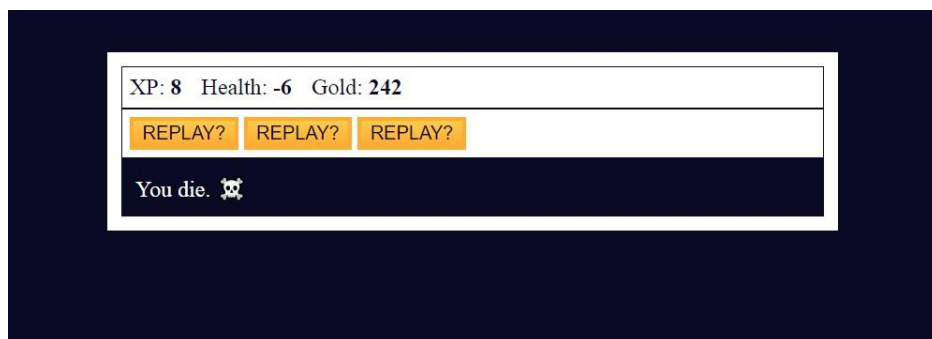 XP: 8 Health: -6 Gold: 242
REPLAY? REPLAY? REPLAY?
You die. ☠